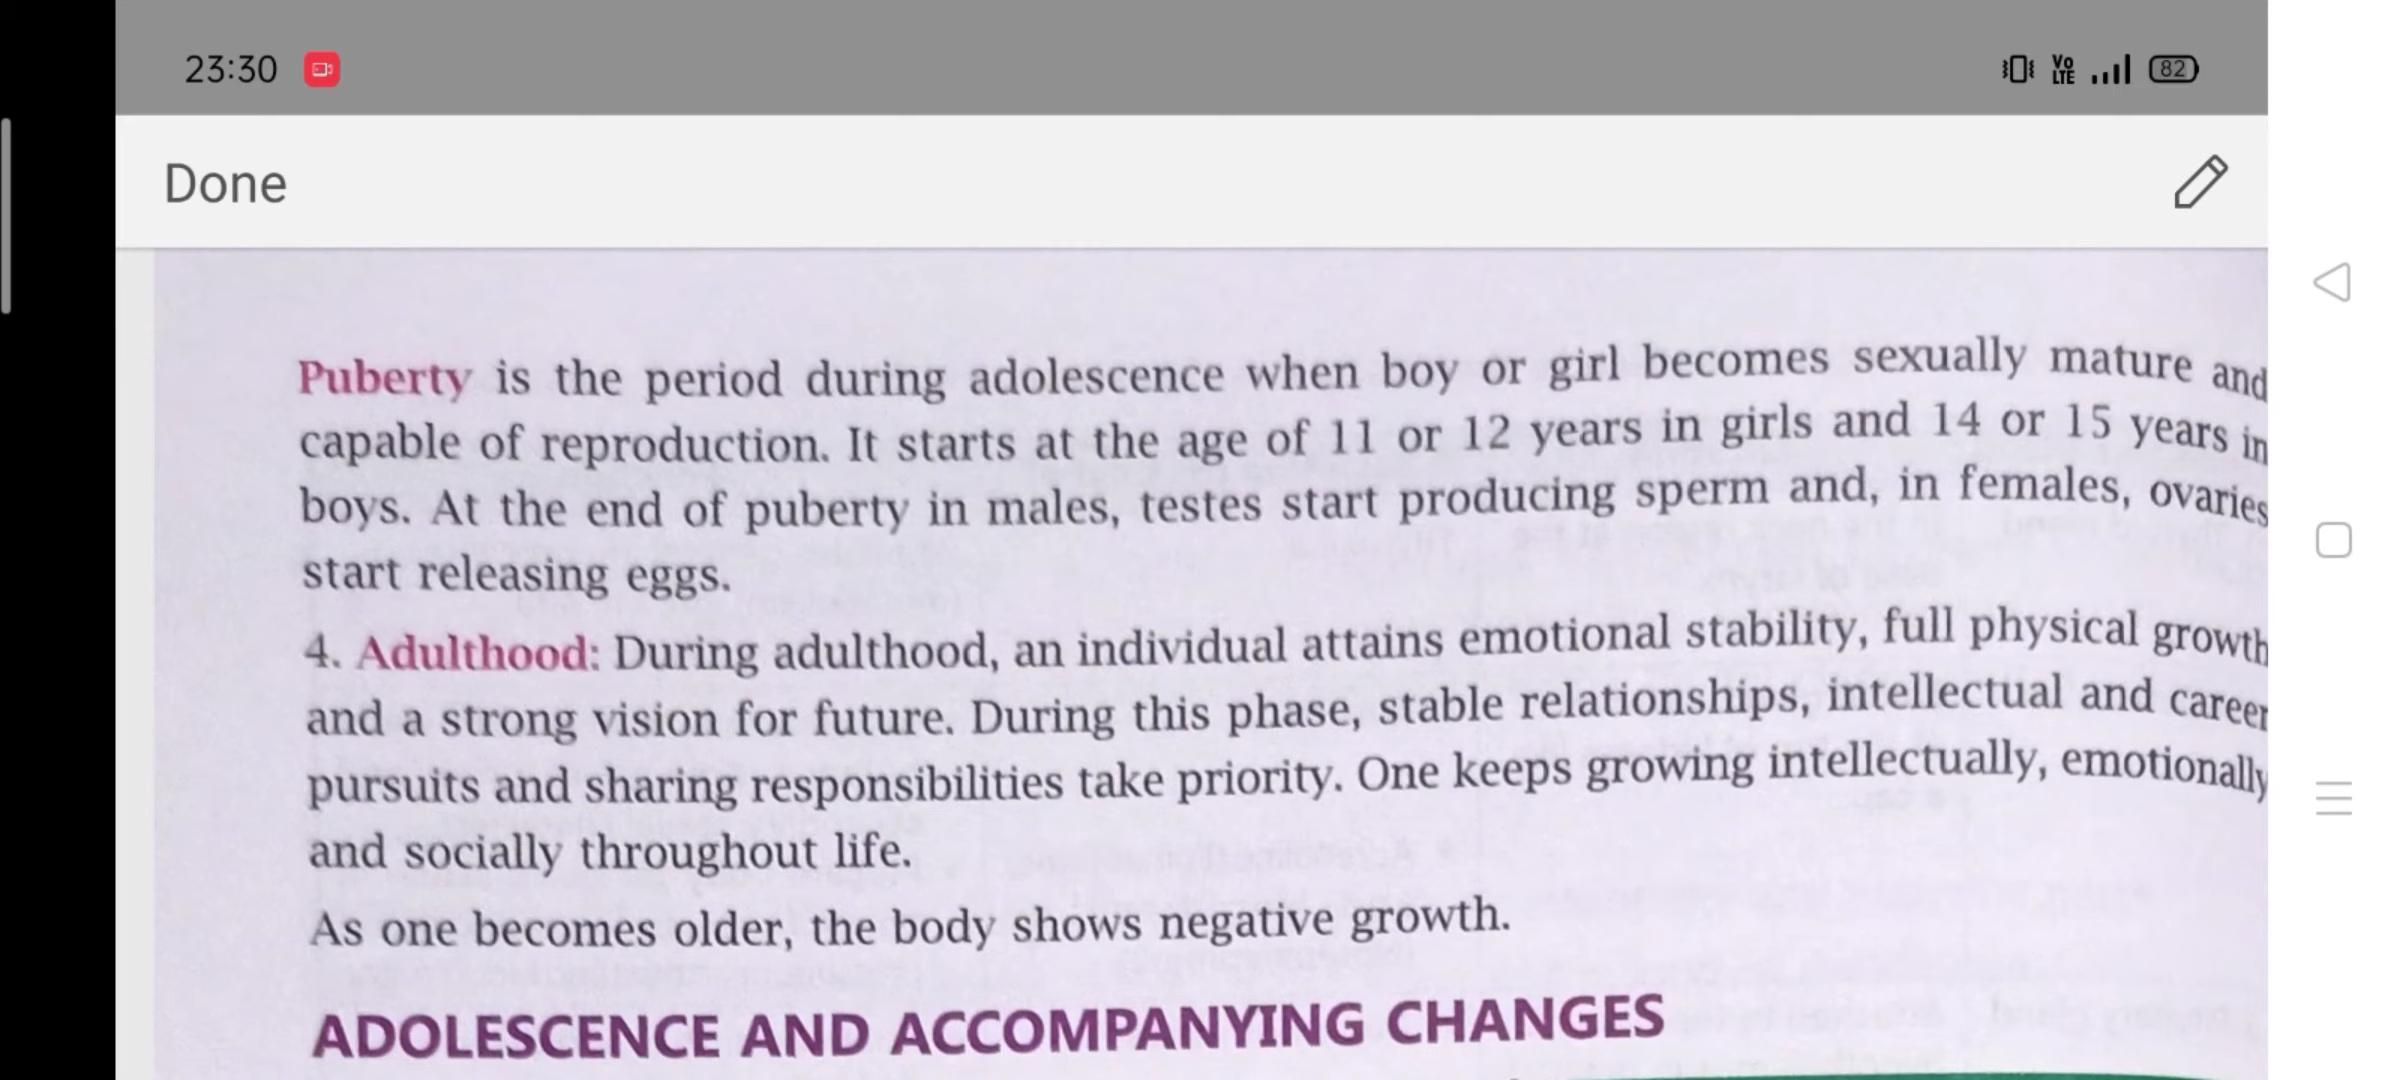 23:30
Vo LTE 82
Done
Puberty is the period during adolescence when boy or girl becomes sexually mature and
capable of reproduction. It starts at the age of 11 or 12 years in girls and 14 or 15 years in
boys. At the end of puberty in males, testes start producing sperm and, in females, ovaries
start releasing eggs.
4. Adulthood: During adulthood, an individual attains emotional stability, full physical growth
and a strong vision for future. During this phase, stable relationships, intellectual and career
pursuits and sharing responsibilities take priority. One keeps growing intellectually, emotionally
and socially throughout life.
As one becomes older, the body shows negative growth.
ADOLESCENCE AND ACCOMPANYING CHANGES